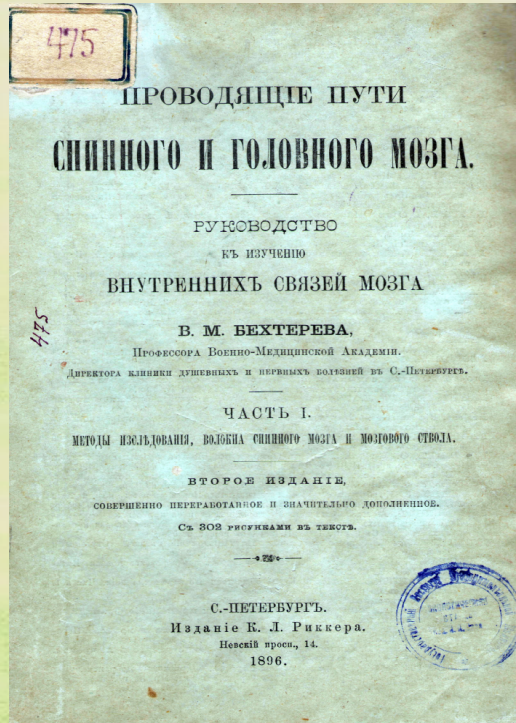 475
ПРОВОДЯЩІЕ ПУТИ
СПИННОГО И ГОЛОВНОГО МОЗГА.
РУКОВОДСТВО
КЪ ИЗУЧЕНІЮ
ВНУТРЕННИХЪ СВЯЗЕЙ МОЗГА
В. М. БЕХТЕРЕВА,
Профессора Военно-Медицинской Академіи.
Директора клиники душевныхъ и нервныхъ болѣзней въ С.-Петербургѣ.
475
ЧАСТЬ I.
МЕТОДЫ ИЗСЛѢДОВАНІЯ, ВОЛОКНА СПИННОГО МОЗГА И МОЗГОВОГО СТВОЛА.
ВТОРОЕ ИЗДАНІЕ,
СОВЕРШЕННО ПЕРЕРАБОТАННОЕ И ЗНАЧИТЕЛЬНО ДОПОЛНЕННОЕ.
Съ 302 рисунками въ текстѣ.
С.-ПЕТЕРБУРГЪ.
Изданіе К. Л. Риккера.
Невскій просп., 14.
1896.